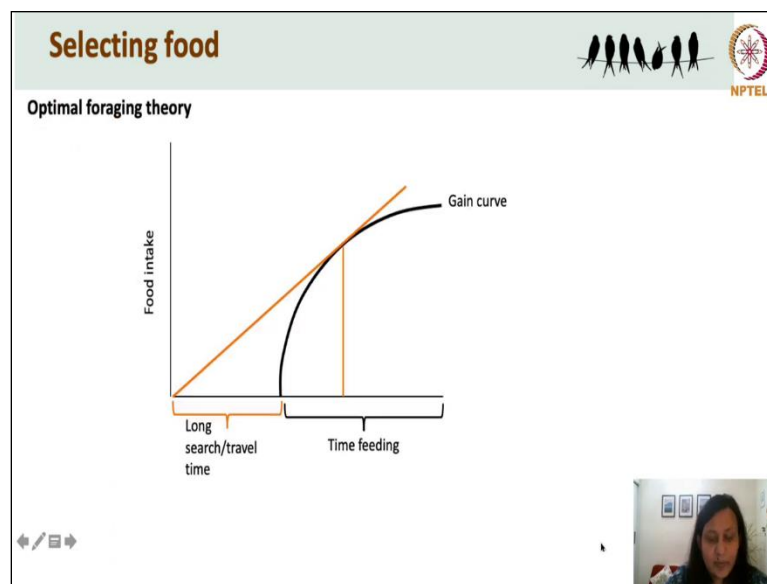 Selecting food
NPTEL
Optimal foraging theory
Gain curve
Food intake
Long
search/travel
time
Time feeding